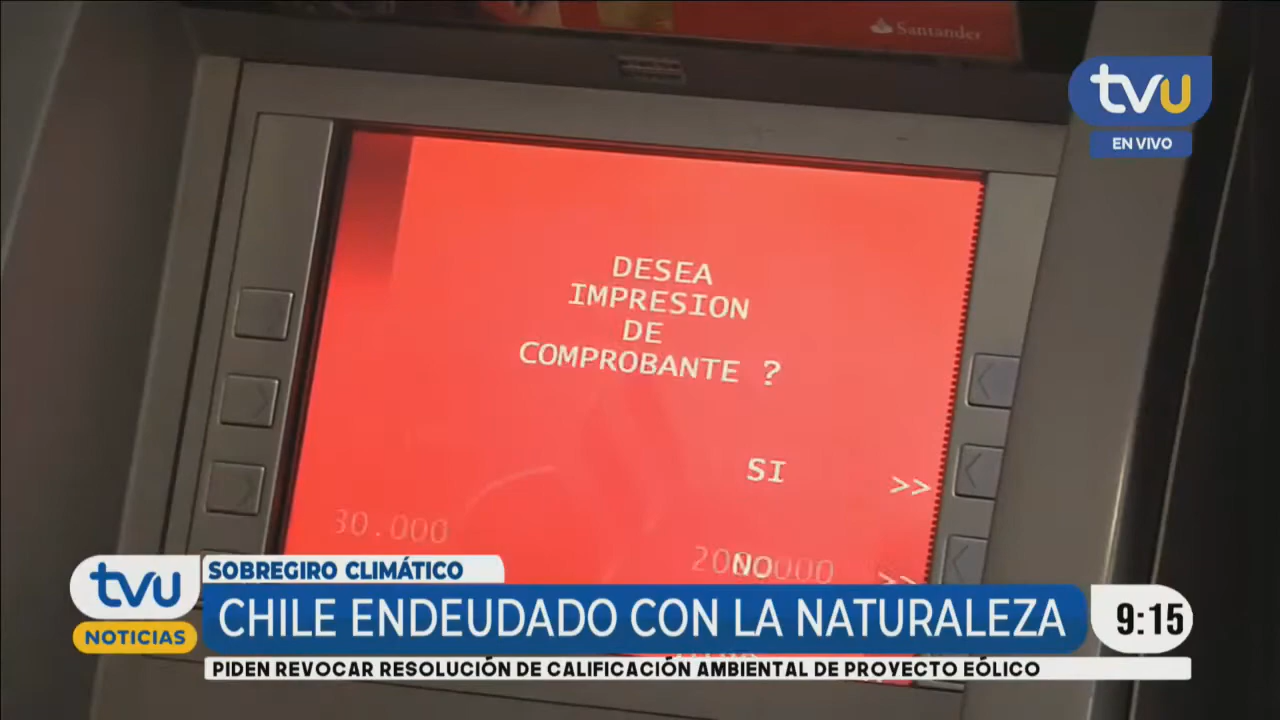 Santander
tvu
EN VIVO
DESEA
IMPRESION
DE
COMPROBANTE ?
SI >>
30.000
NO >>
SOBREGIRO CLIMÁTICO
tvu
NOTICIAS
CHILE ENDEUDADO CON LA NATURALEZA
9:15
PIDEN REVOCAR RESOLUCIÓN DE CALIFICACIÓN AMBIENTAL DE PROYECTO EÓLICO